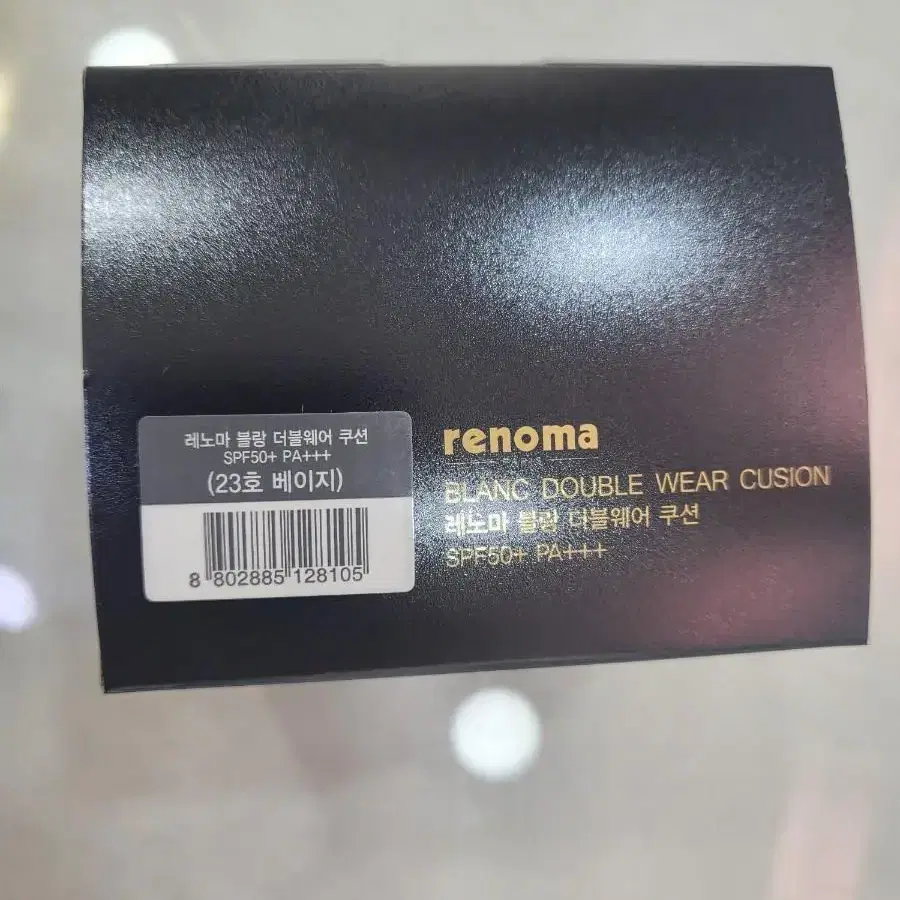 레노마 블랑 더블웨어 쿠션
SPF50+ PA+++
(23호 베이지)
8 802885 128105
renoma
BLANC DOUBLE WEAR CUSION
레노마 블랑 더블웨어 쿠션
SPF50+ PA+++